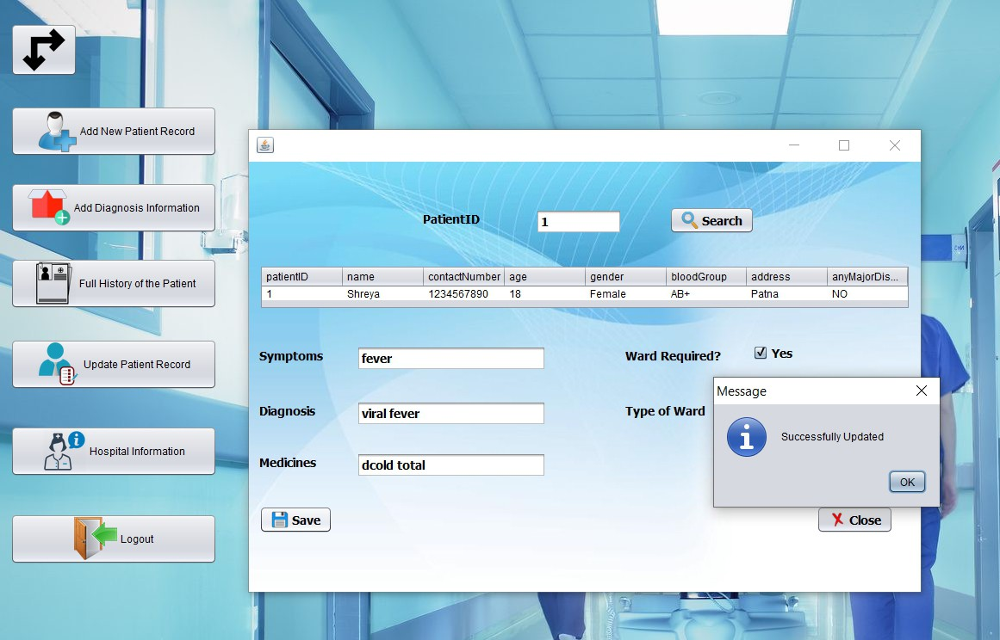 Add New Patient Record
Add Diagnosis Information
Full History of the Patient
Update Patient Record
Hospital Information
Logout
PatientID 1 Search
patientID name contactNumber age gender bloodGroup address anyMajorDis...
1 Shreya 1234567890 18 Female AB+ Patna NO
Symptoms fever Ward Required? Yes
Diagnosis viral fever Type of Ward
Medicines dcold total
Save Close
Message
Successfully Updated
OK